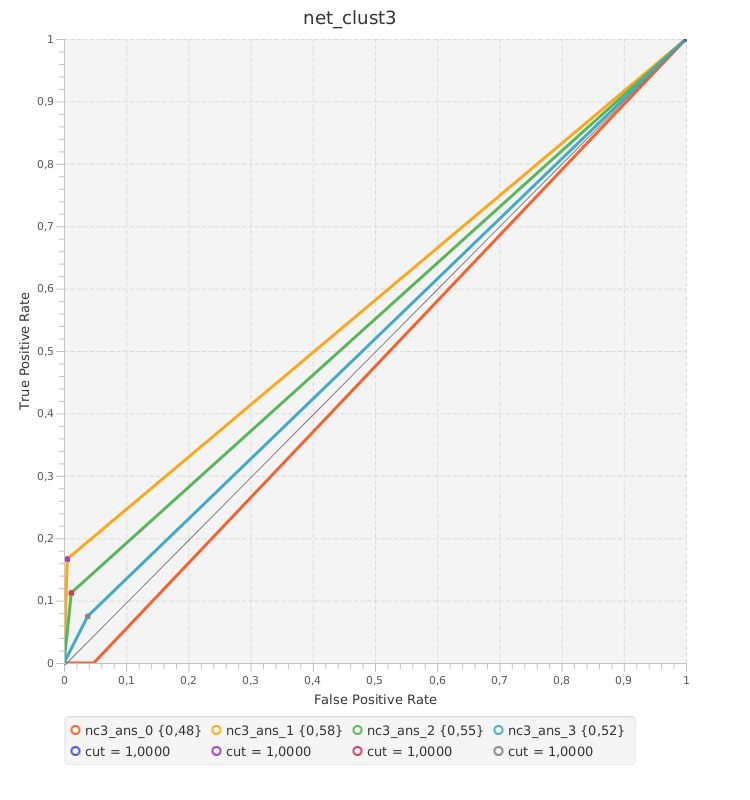 net_clust3
1
0,9
0,8
0,7
0,6
0,5
0,4
0,3
0,2
0,1
0
True Positive Rate
0 0,1 0,2 0,3 0,4 0,5 0,6 0,7 0,8 0,9 1
False Positive Rate
nc3_ans_0 {0,48} nc3_ans_1 {0,58} nc3_ans_2 {0,55} nc3_ans_3 {0,52}
cut = 1,0000 cut = 1,0000 cut = 1,0000 cut = 1,0000